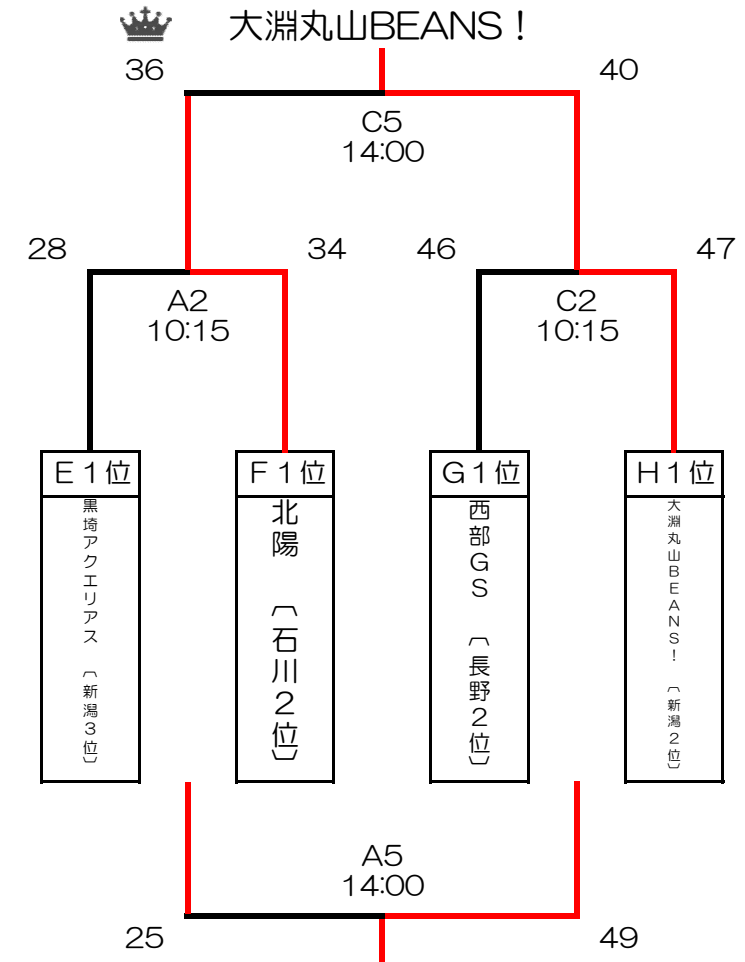 大淵丸山BEANS！
36
40
C5
14:00
28
34
46
47
A2
10:15
C2
10:15
E１位
F１位
G１位
H１位
黒埼アクエリアス 〔新潟３位〕
北陽 〔石川２位〕
西部GS 〔長野２位〕
大淵丸山BEANS！ 〔新潟２位〕
A5
14:00
25
49